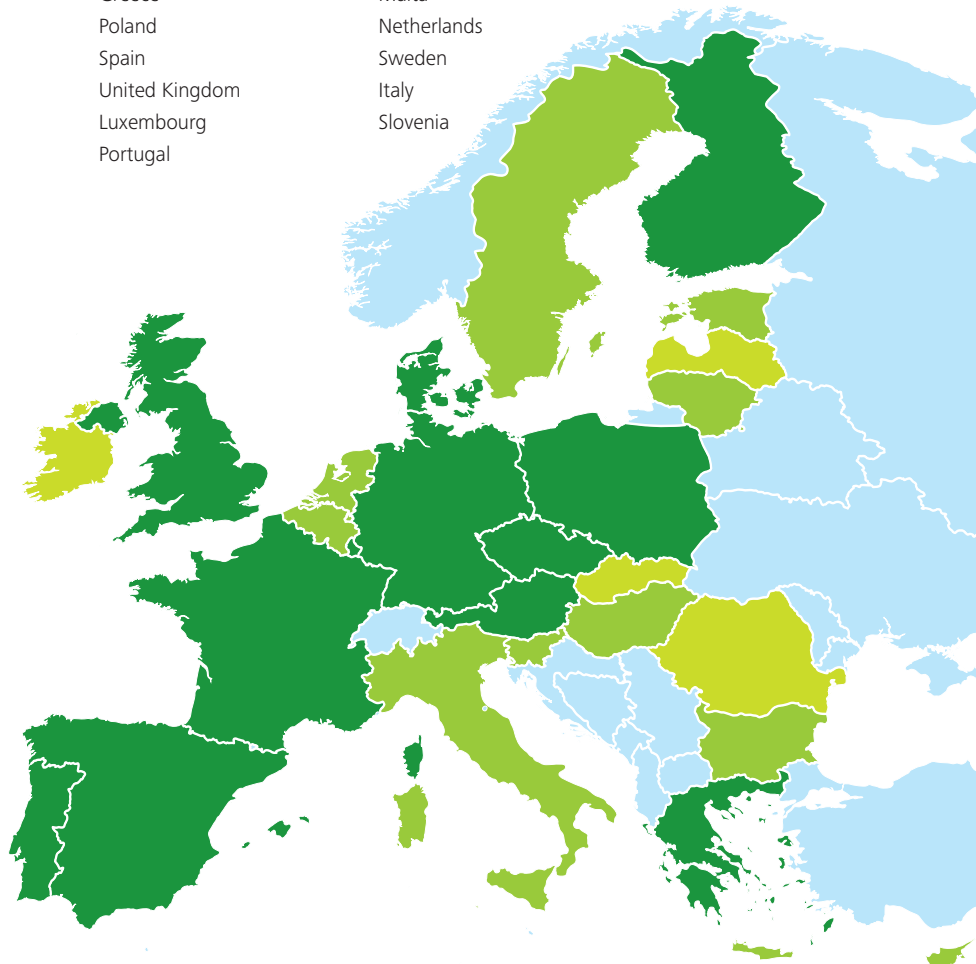 Poland
Spain
United Kingdom
Luxembourg
Portugal
Netherlands
Sweden
Italy
Slovenia